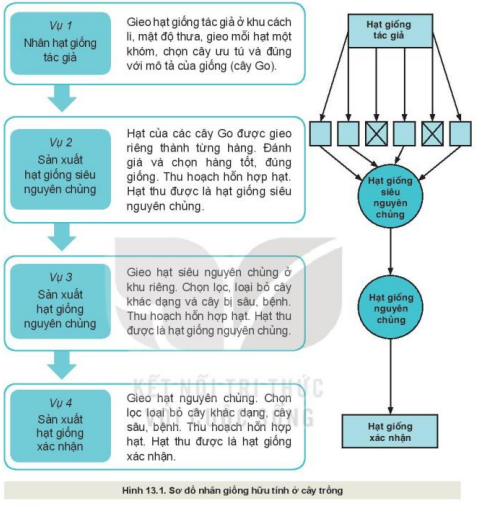 Vụ 1
Nhân hạt giống
tác giả
Gieo hạt giống tác giả ở khu cách
li, mật độ thưa, gieo mỗi hạt một
khóm, chọn cây ưu tú và đúng
với mô tả của giống (cây Go).
Vụ 2
Sản xuất
hạt giống siêu
nguyên chủng
Hạt của các cây Go được gieo
riêng thành từng hàng. Đánh
giá và chọn hàng tốt, đúng
giống. Thu hoạch hỗn hợp hạt.
Hạt thu được là hạt giống siêu
nguyên chủng.
Vụ 3
Sản xuất
hạt giống
nguyên chủng
Gieo hạt siêu nguyên chủng ở
khu riêng. Chọn lọc, loại bỏ cây
khác dạng và cây bị sâu, bệnh.
Thu hoạch hỗn hợp hạt. Hạt thu
được là hạt giống nguyên chủng.
Vụ 4
Sản xuất
hạt giống
xác nhận
Gieo hạt nguyên chủng. Chọn
lọc loại bỏ cây khác dạng, cây
sâu, bệnh. Thu hoạch hỗn hợp
hạt. Hạt thu được là hạt giống
xác nhận.
Hạt giống
tác giả
Hạt giống
siêu
nguyên
chủng
Hạt giống
nguyên
chủng
Hạt giống
xác nhận
KẾT NỐI TRI THỨC
VỚI CUỘC SỐNG
Hình 13.1. Sơ đồ nhân giống hữu tính ở cây trồng